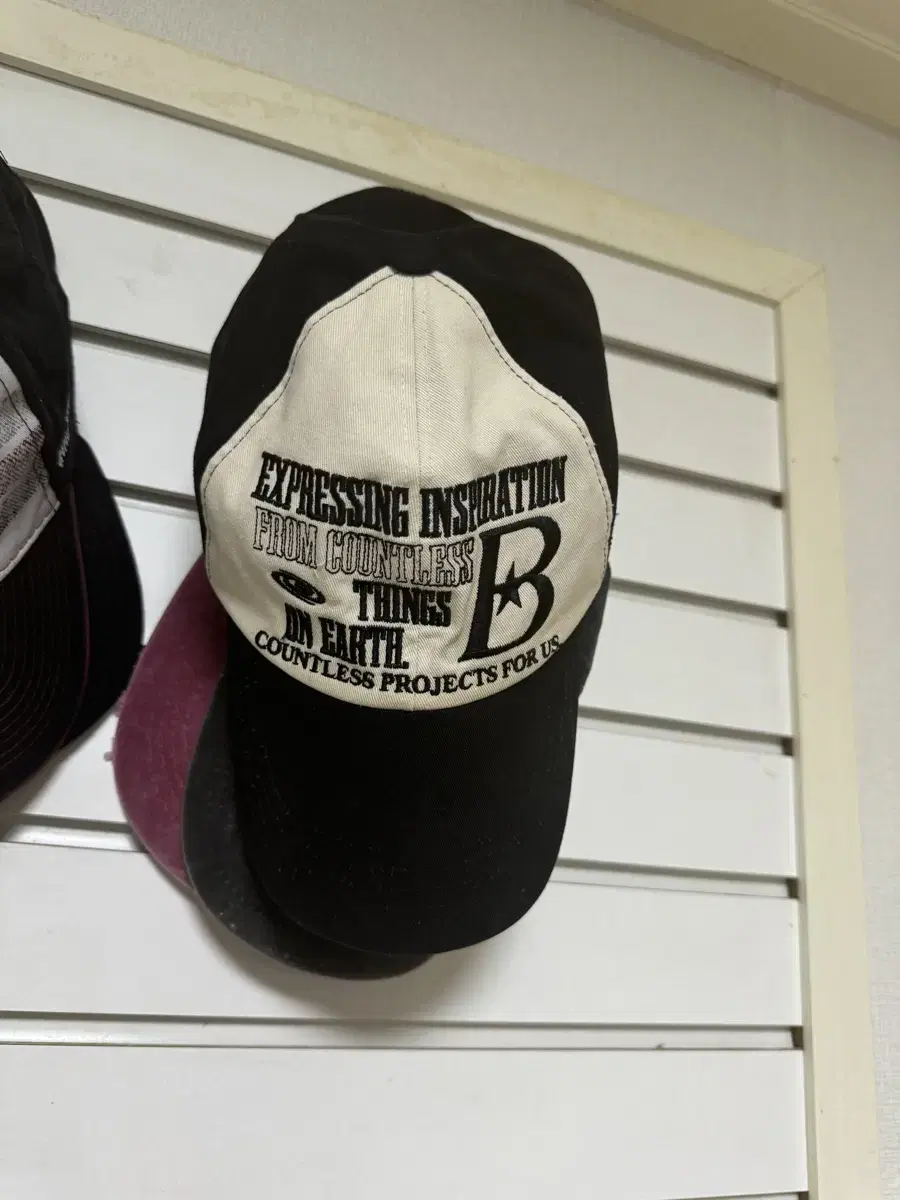 EXPRESSING INSPIRATION
FROM COUNTLESS
THINGS
ON EARTH.
B
COUNTLESS PROJECTS FOR US